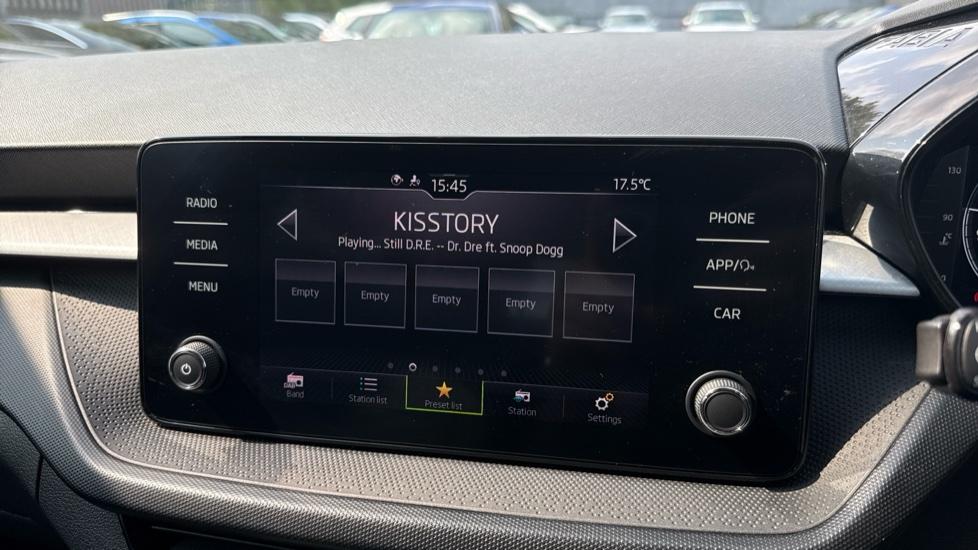 15:45
17.5°C
RADIO
MEDIA
MENU
KISSTORY
Playing... Still D.R.E. -- Dr. Dre ft. Snoop Dogg
Empty
Empty
Empty
Empty
Empty
DAB
Band
Station list
Preset list
Station
Settings
PHONE
APP/
CAR
130
90
°C